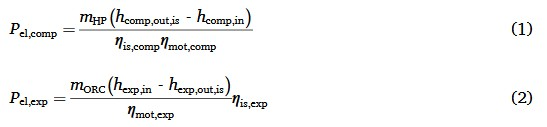 P_el,comp = m_HP(h_comp,out,is - h_comp,in) / η_is,comp η_mot,comp (1)
P_el,exp = m_ORC(h_exp,in - h_exp,out,is) / η_mot,exp η_is,exp (2)